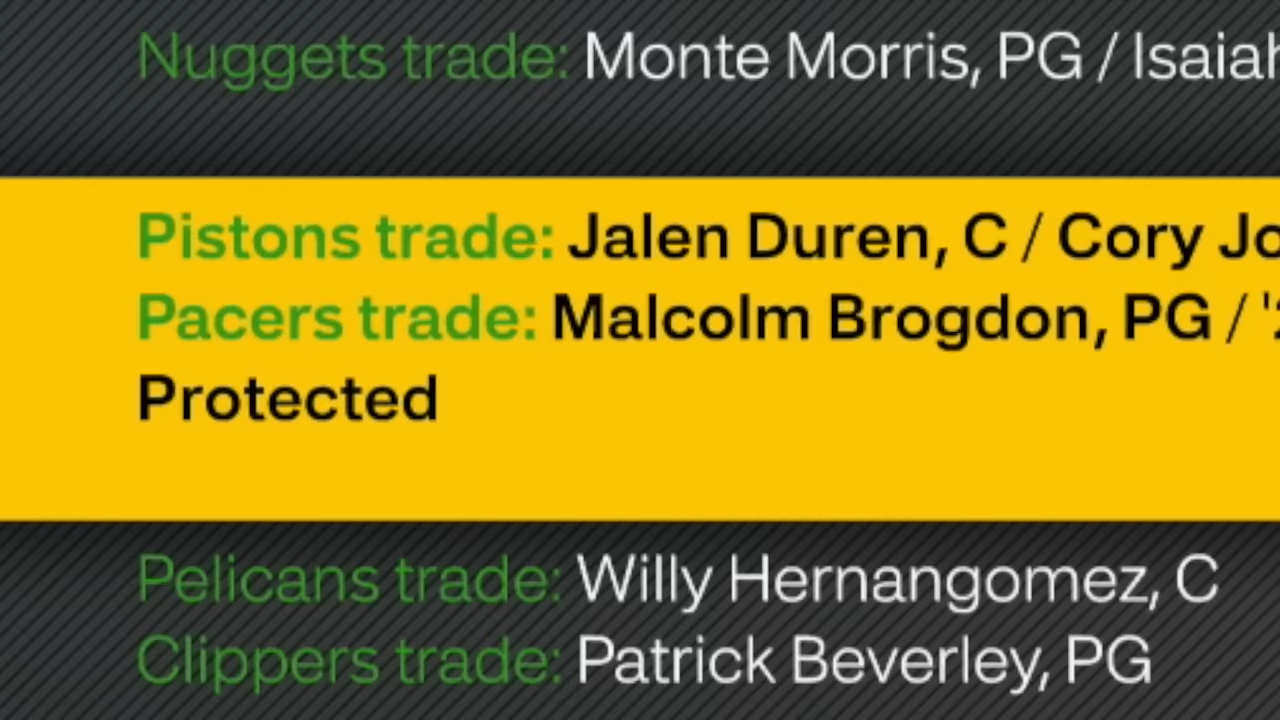 Nuggets trade: Monte Morris, PG / Isaiah
Pistons trade: Jalen Duren, C / Cory Jo
Pacers trade: Malcolm Brogdon, PG / '
Protected
Pelicans trade: Willy Hernangomez, C
Clippers trade: Patrick Beverley, PG